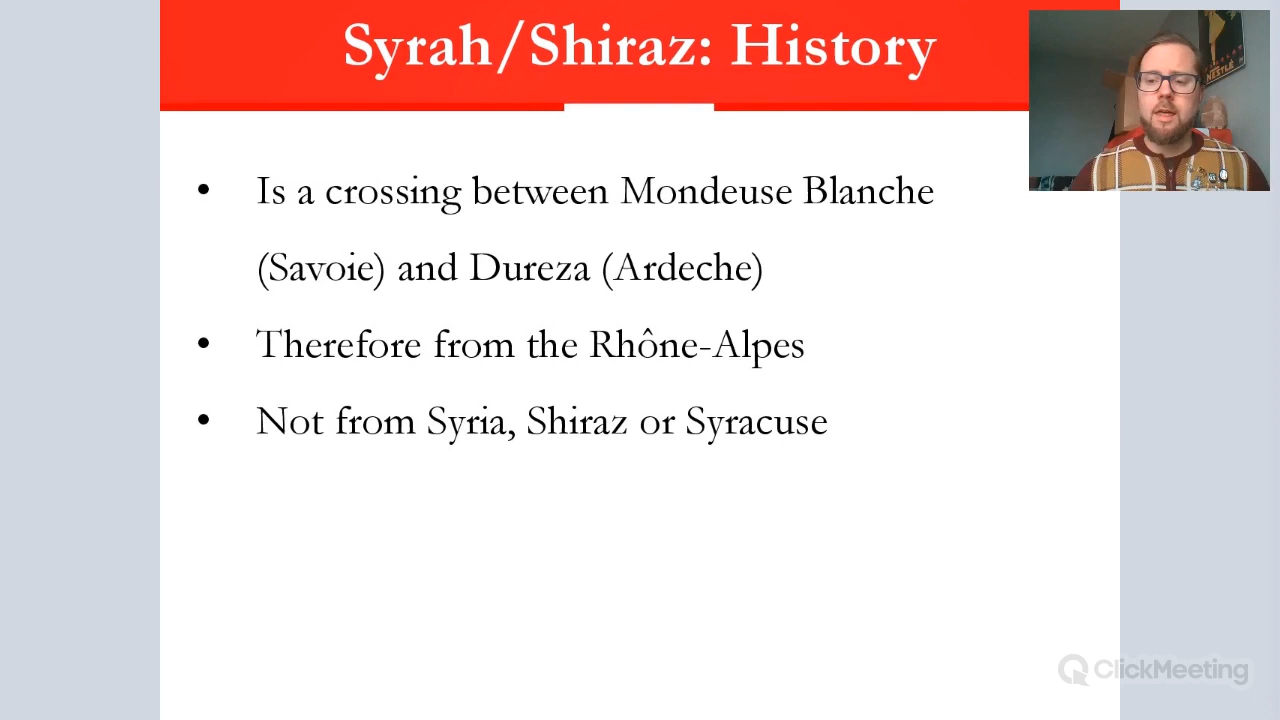 Syrah/Shiraz: History
• Is a crossing between Mondeuse Blanche
(Savoie) and Dureza (Ardeche)
• Therefore from the Rhône-Alpes
• Not from Syria, Shiraz or Syracuse
NESTLÉ
ClickMeeting